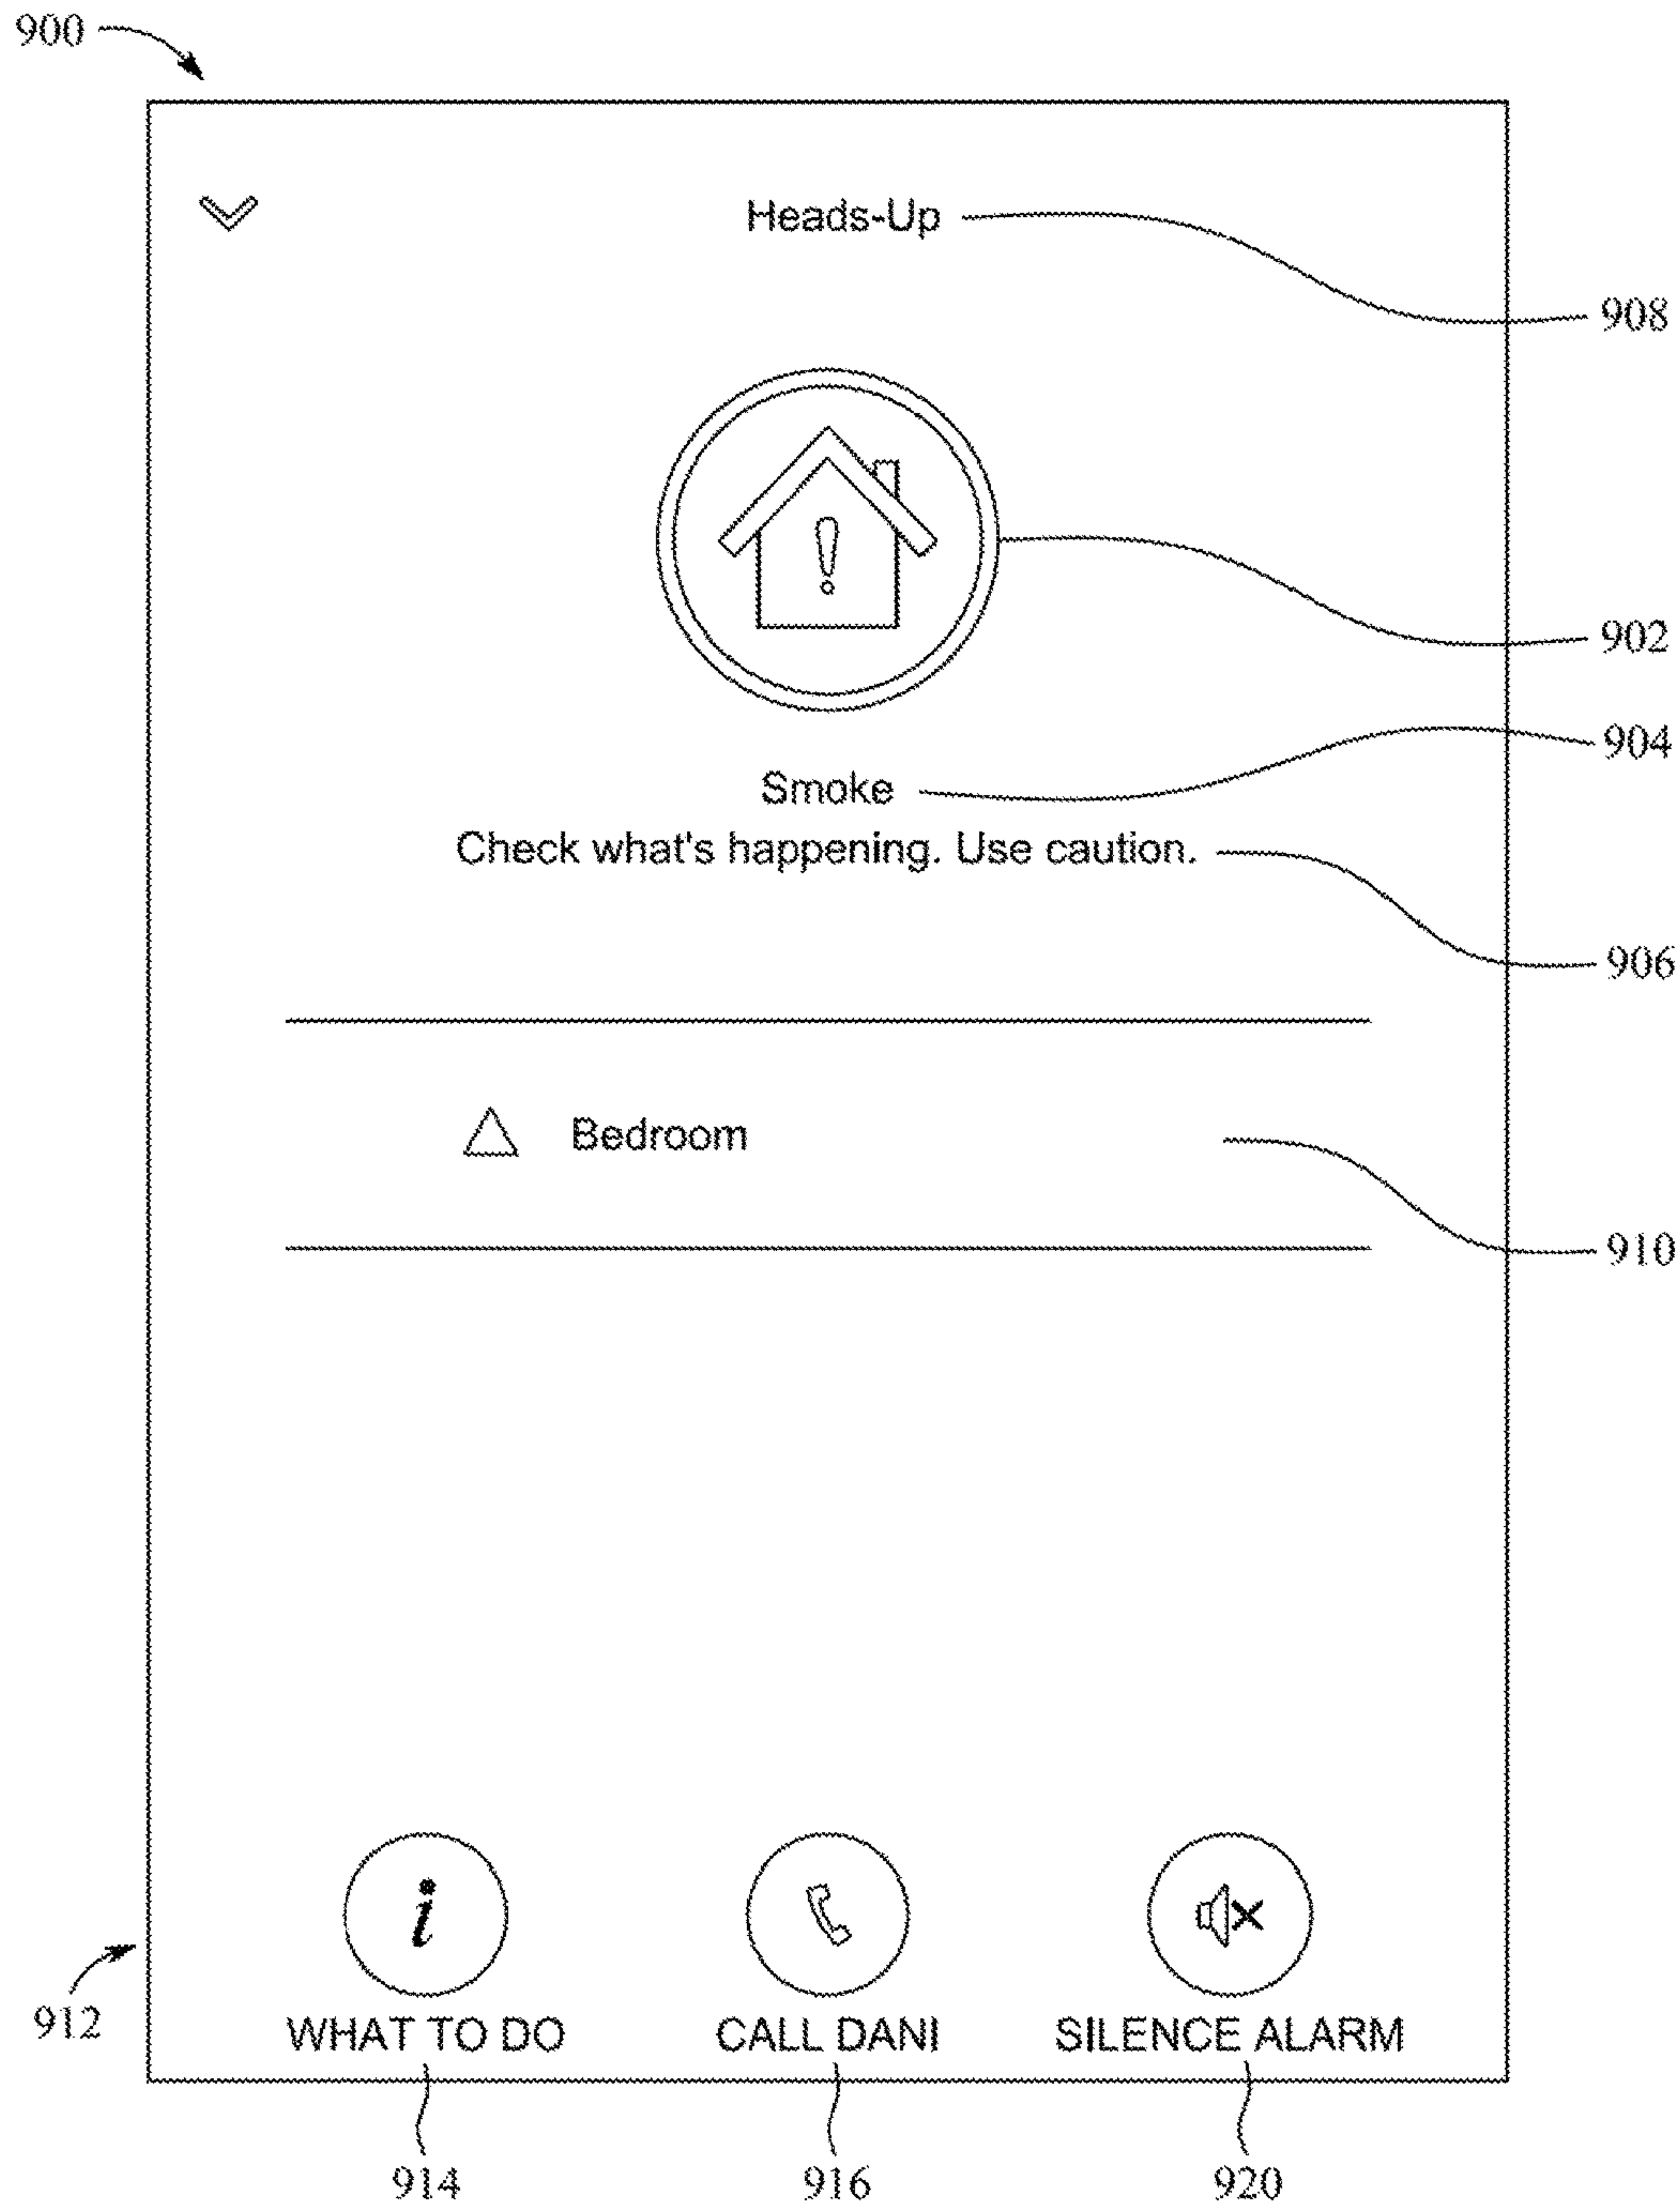 900
Heads-Up
908
!
902
904
Smoke
Check what's happening. Use caution.
906
Bedroom
910
i
912
WHAT TO DO
CALL DANI
SILENCE ALARM
914
916
920